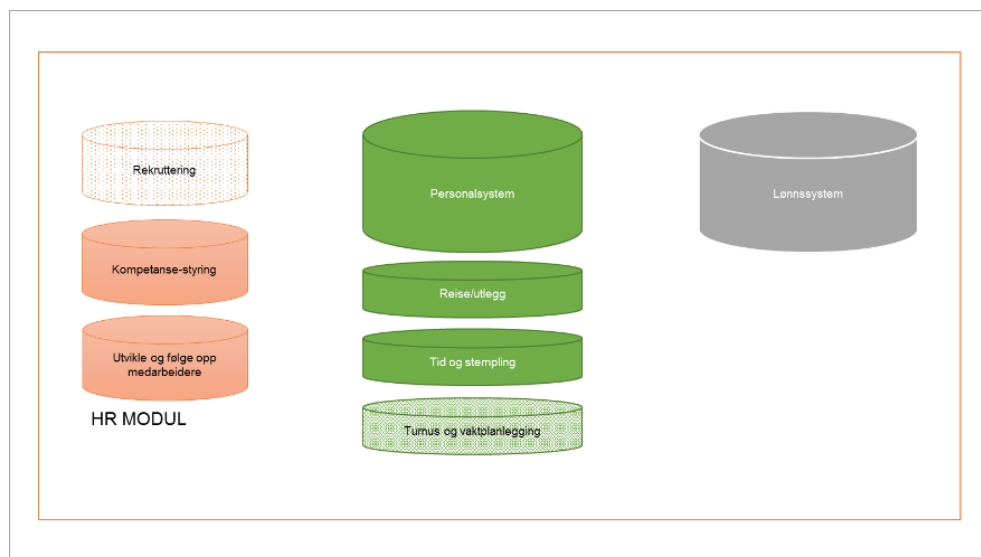 Rekruttering
Kompetanse-styring
Utvikle og følge opp
medarbeidere
HR MODUL
Personalsystem
Reise/utlegg
Tid og stempling
Turnus og vaktplanlegging
Lønnssystem